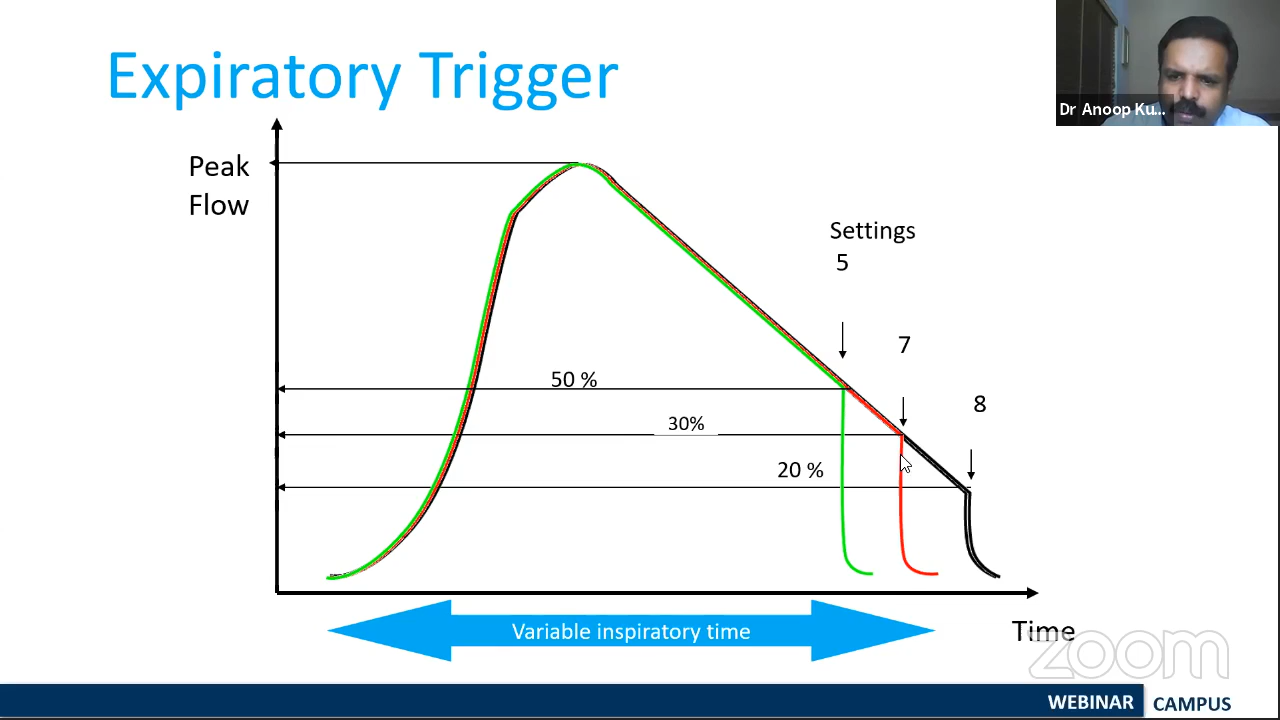 Expiratory Trigger
Dr Anoop Ku...
Peak
Flow
Settings
5
7
8
50 %
30%
20 %
Variable inspiratory time
Time
zoom
WEBINAR CAMPUS